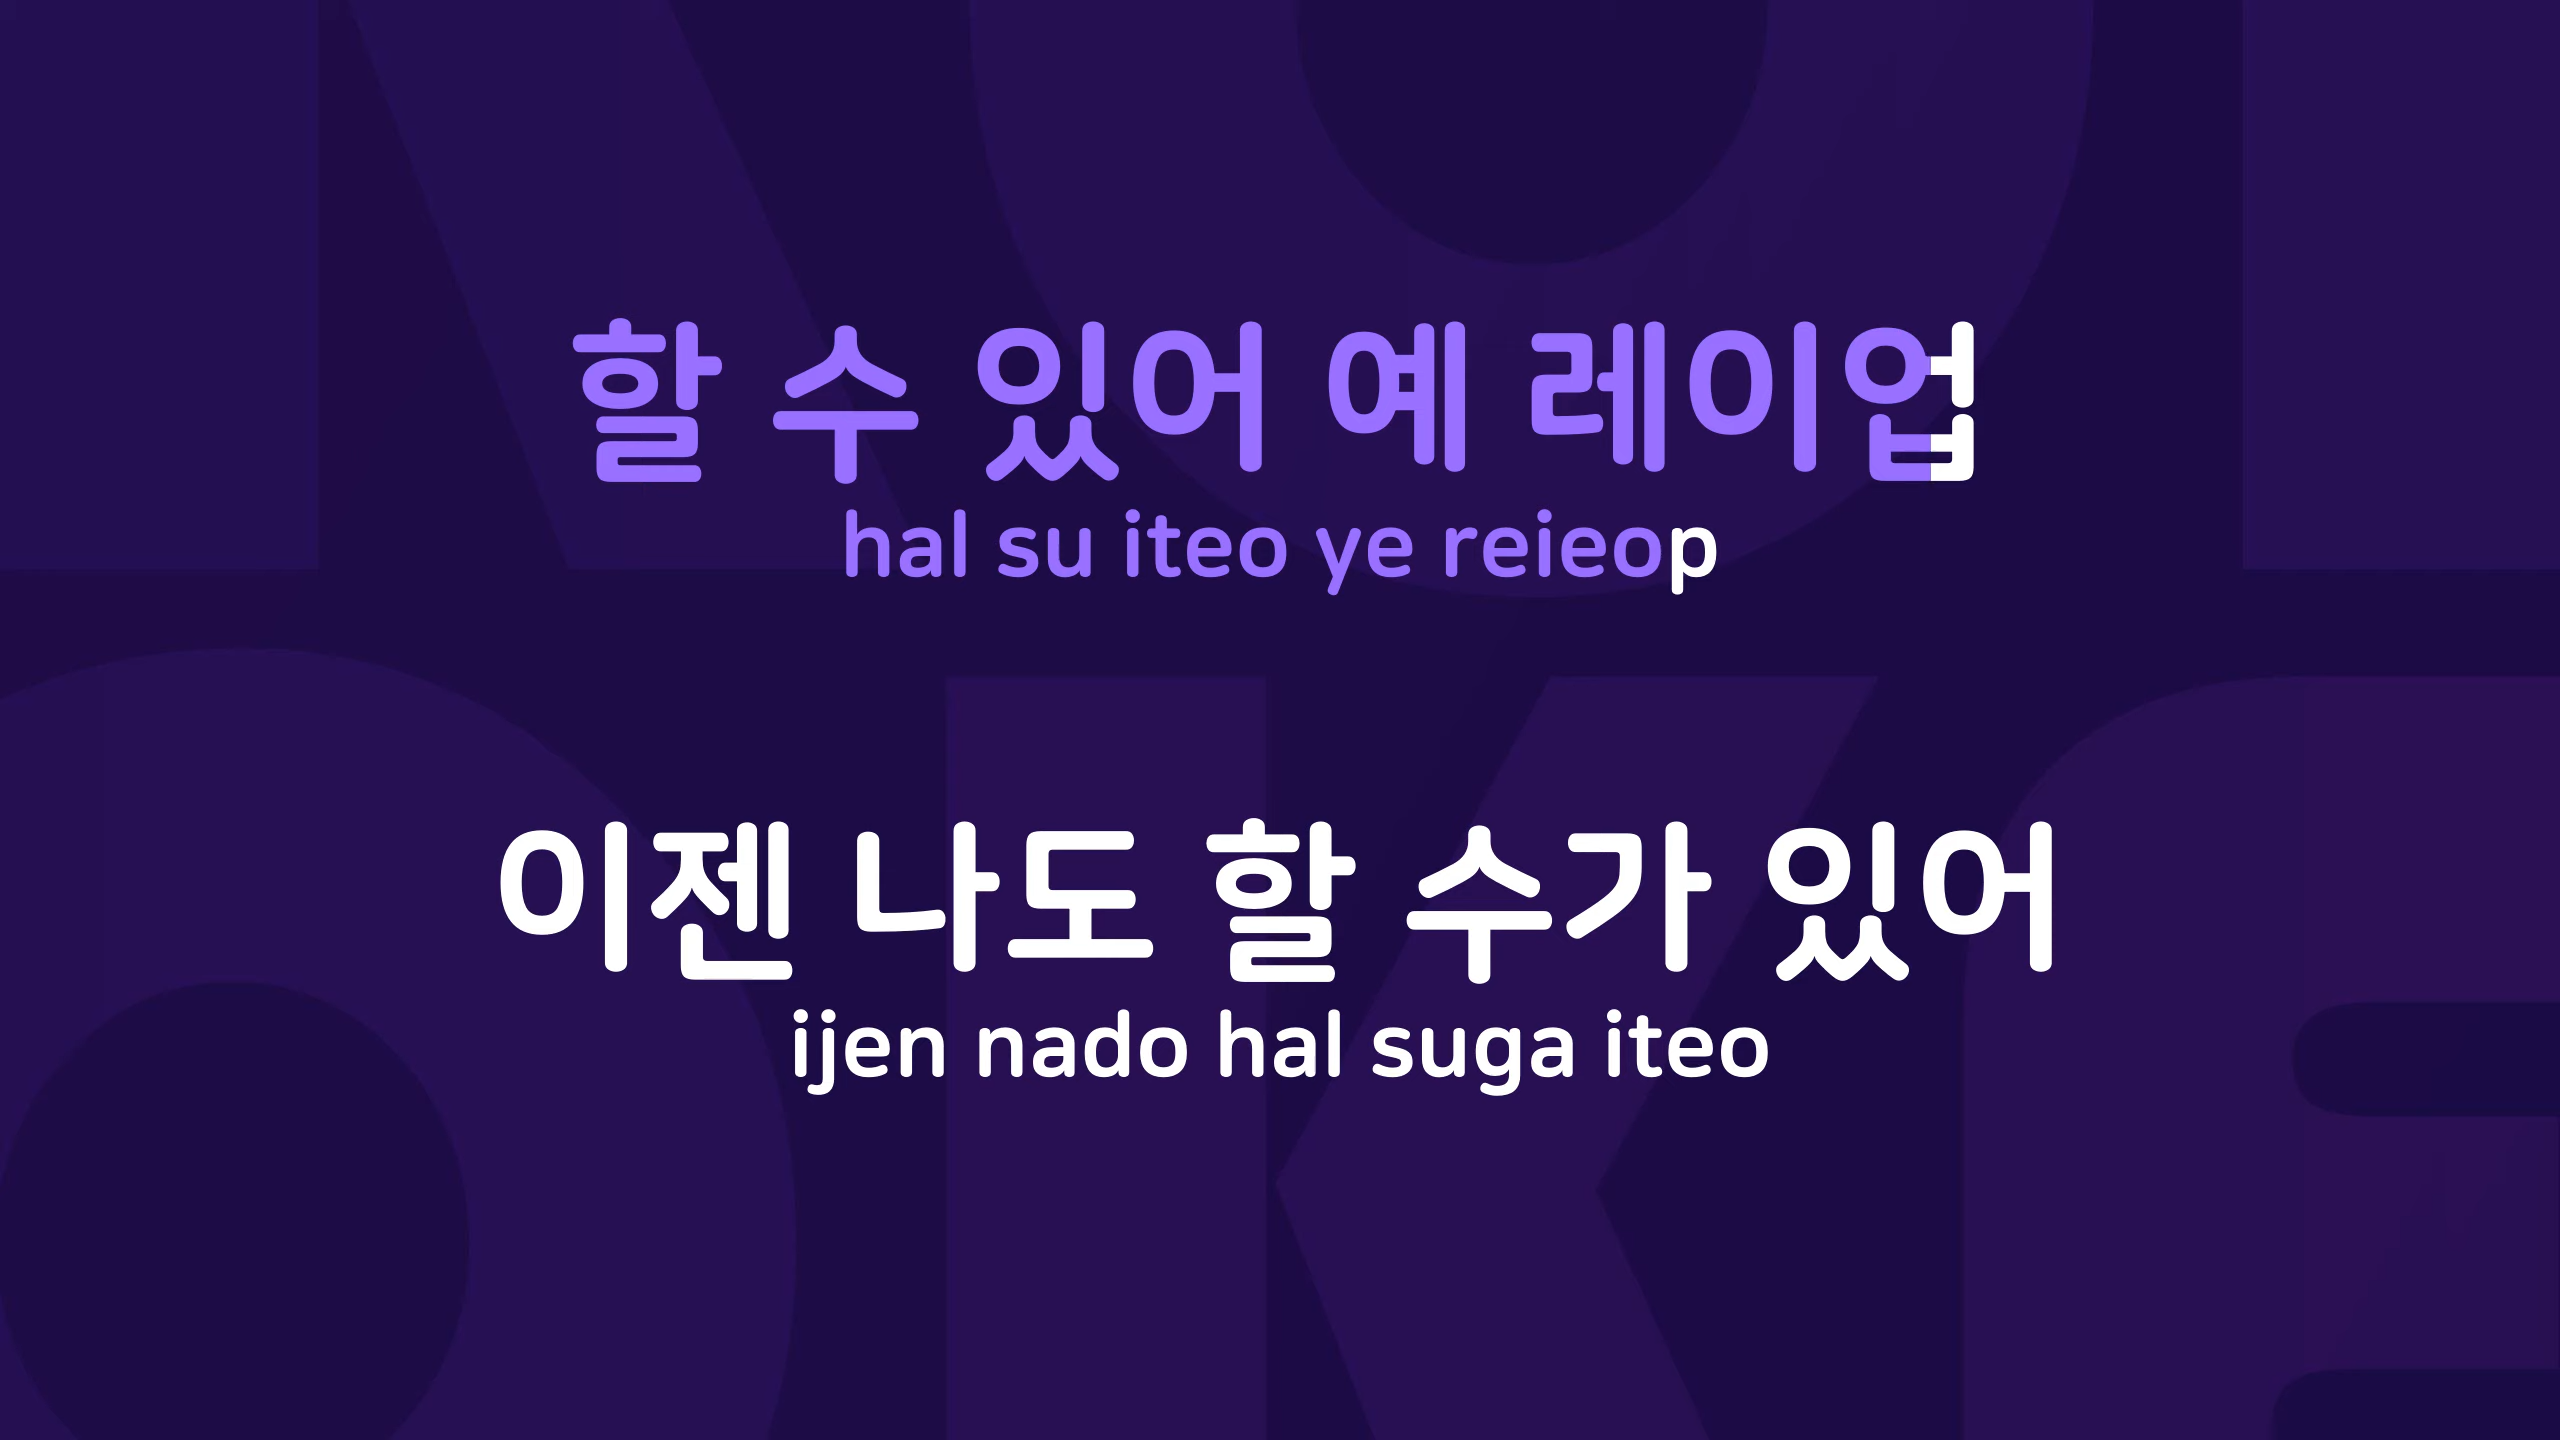 할 수 있어 예 레이업
hal su iteo ye reieop
이젠 나도 할 수가 있어
ijen nado hal suga iteo